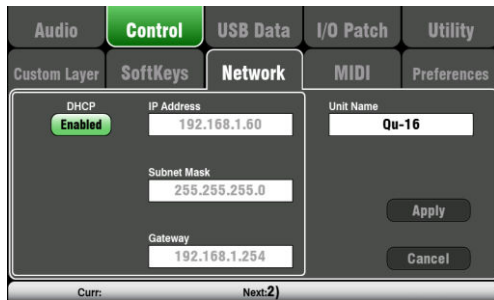 Audio Control USB Data I/O Patch Utility
Custom Layer SoftKeys Network MIDI Preferences
DHCP IP Address Unit Name
Enabled 192.168.1.60 Qu-16
Subnet Mask
255.255.255.0
Apply
Gateway
192.168.1.254 Cancel
Curr: Next:2)